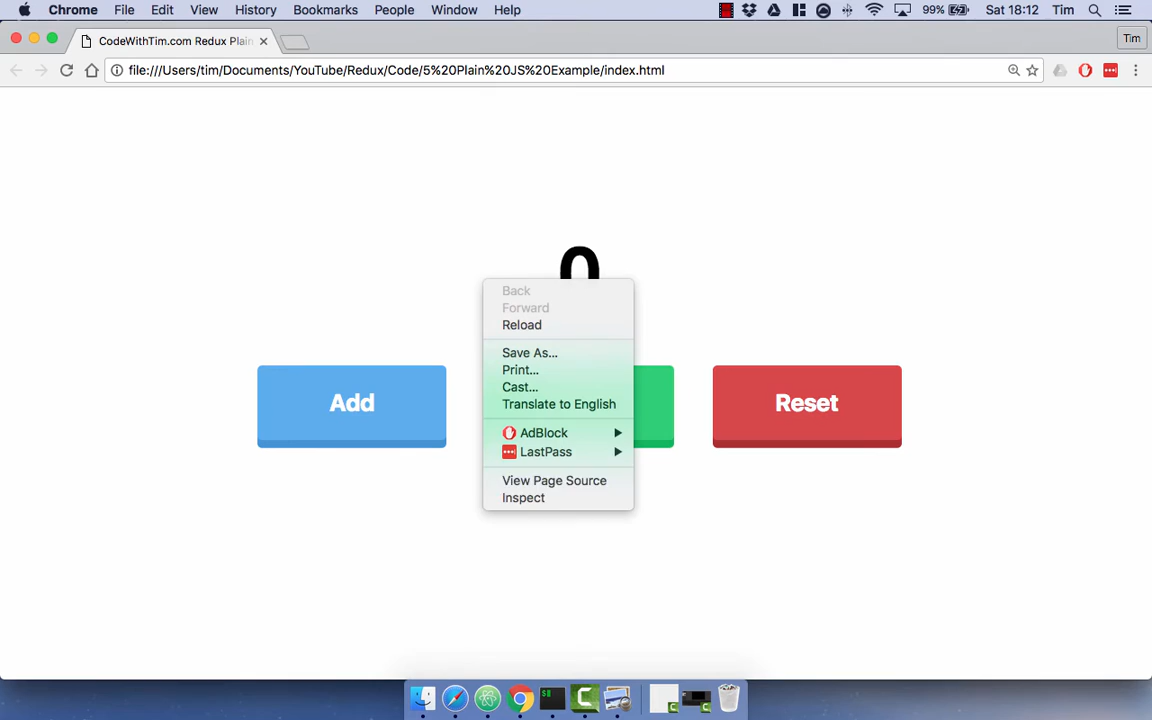 Chrome File Edit View History Bookmarks People Window Help 99% Sat 18:12 Tim
CodeWithTim.com Redux Plain Tim
file:///Users/tim/Documents/YouTube/Redux/Code/5%20Plain%20JS%20Example/index.html
0
Back
Forward
Reload
Save As...
Print...
Cast...
Translate to English
AdBlock
LastPass
View Page Source
Inspect
Add
Reset